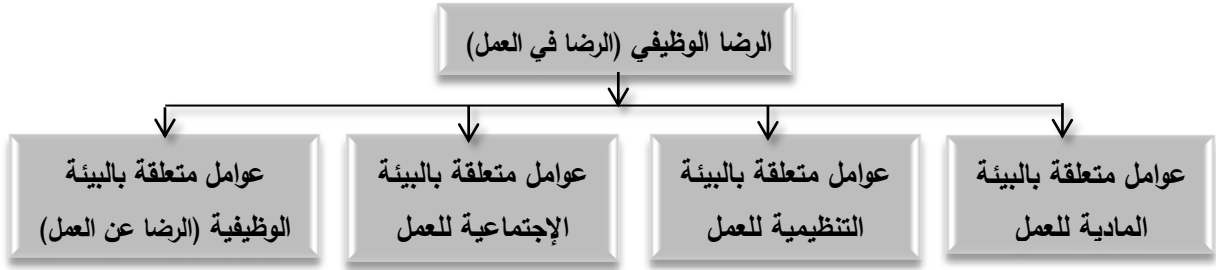 الرضا الوظيفي (الرضا في العمل)
عوامل متعلقة بالبيئة
المادية للعمل
عوامل متعلقة بالبيئة
التنظيمية للعمل
عوامل متعلقة بالبيئة
الإجتماعية للعمل
عوامل متعلقة بالبيئة
الوظيفية (الرضا عن العمل)